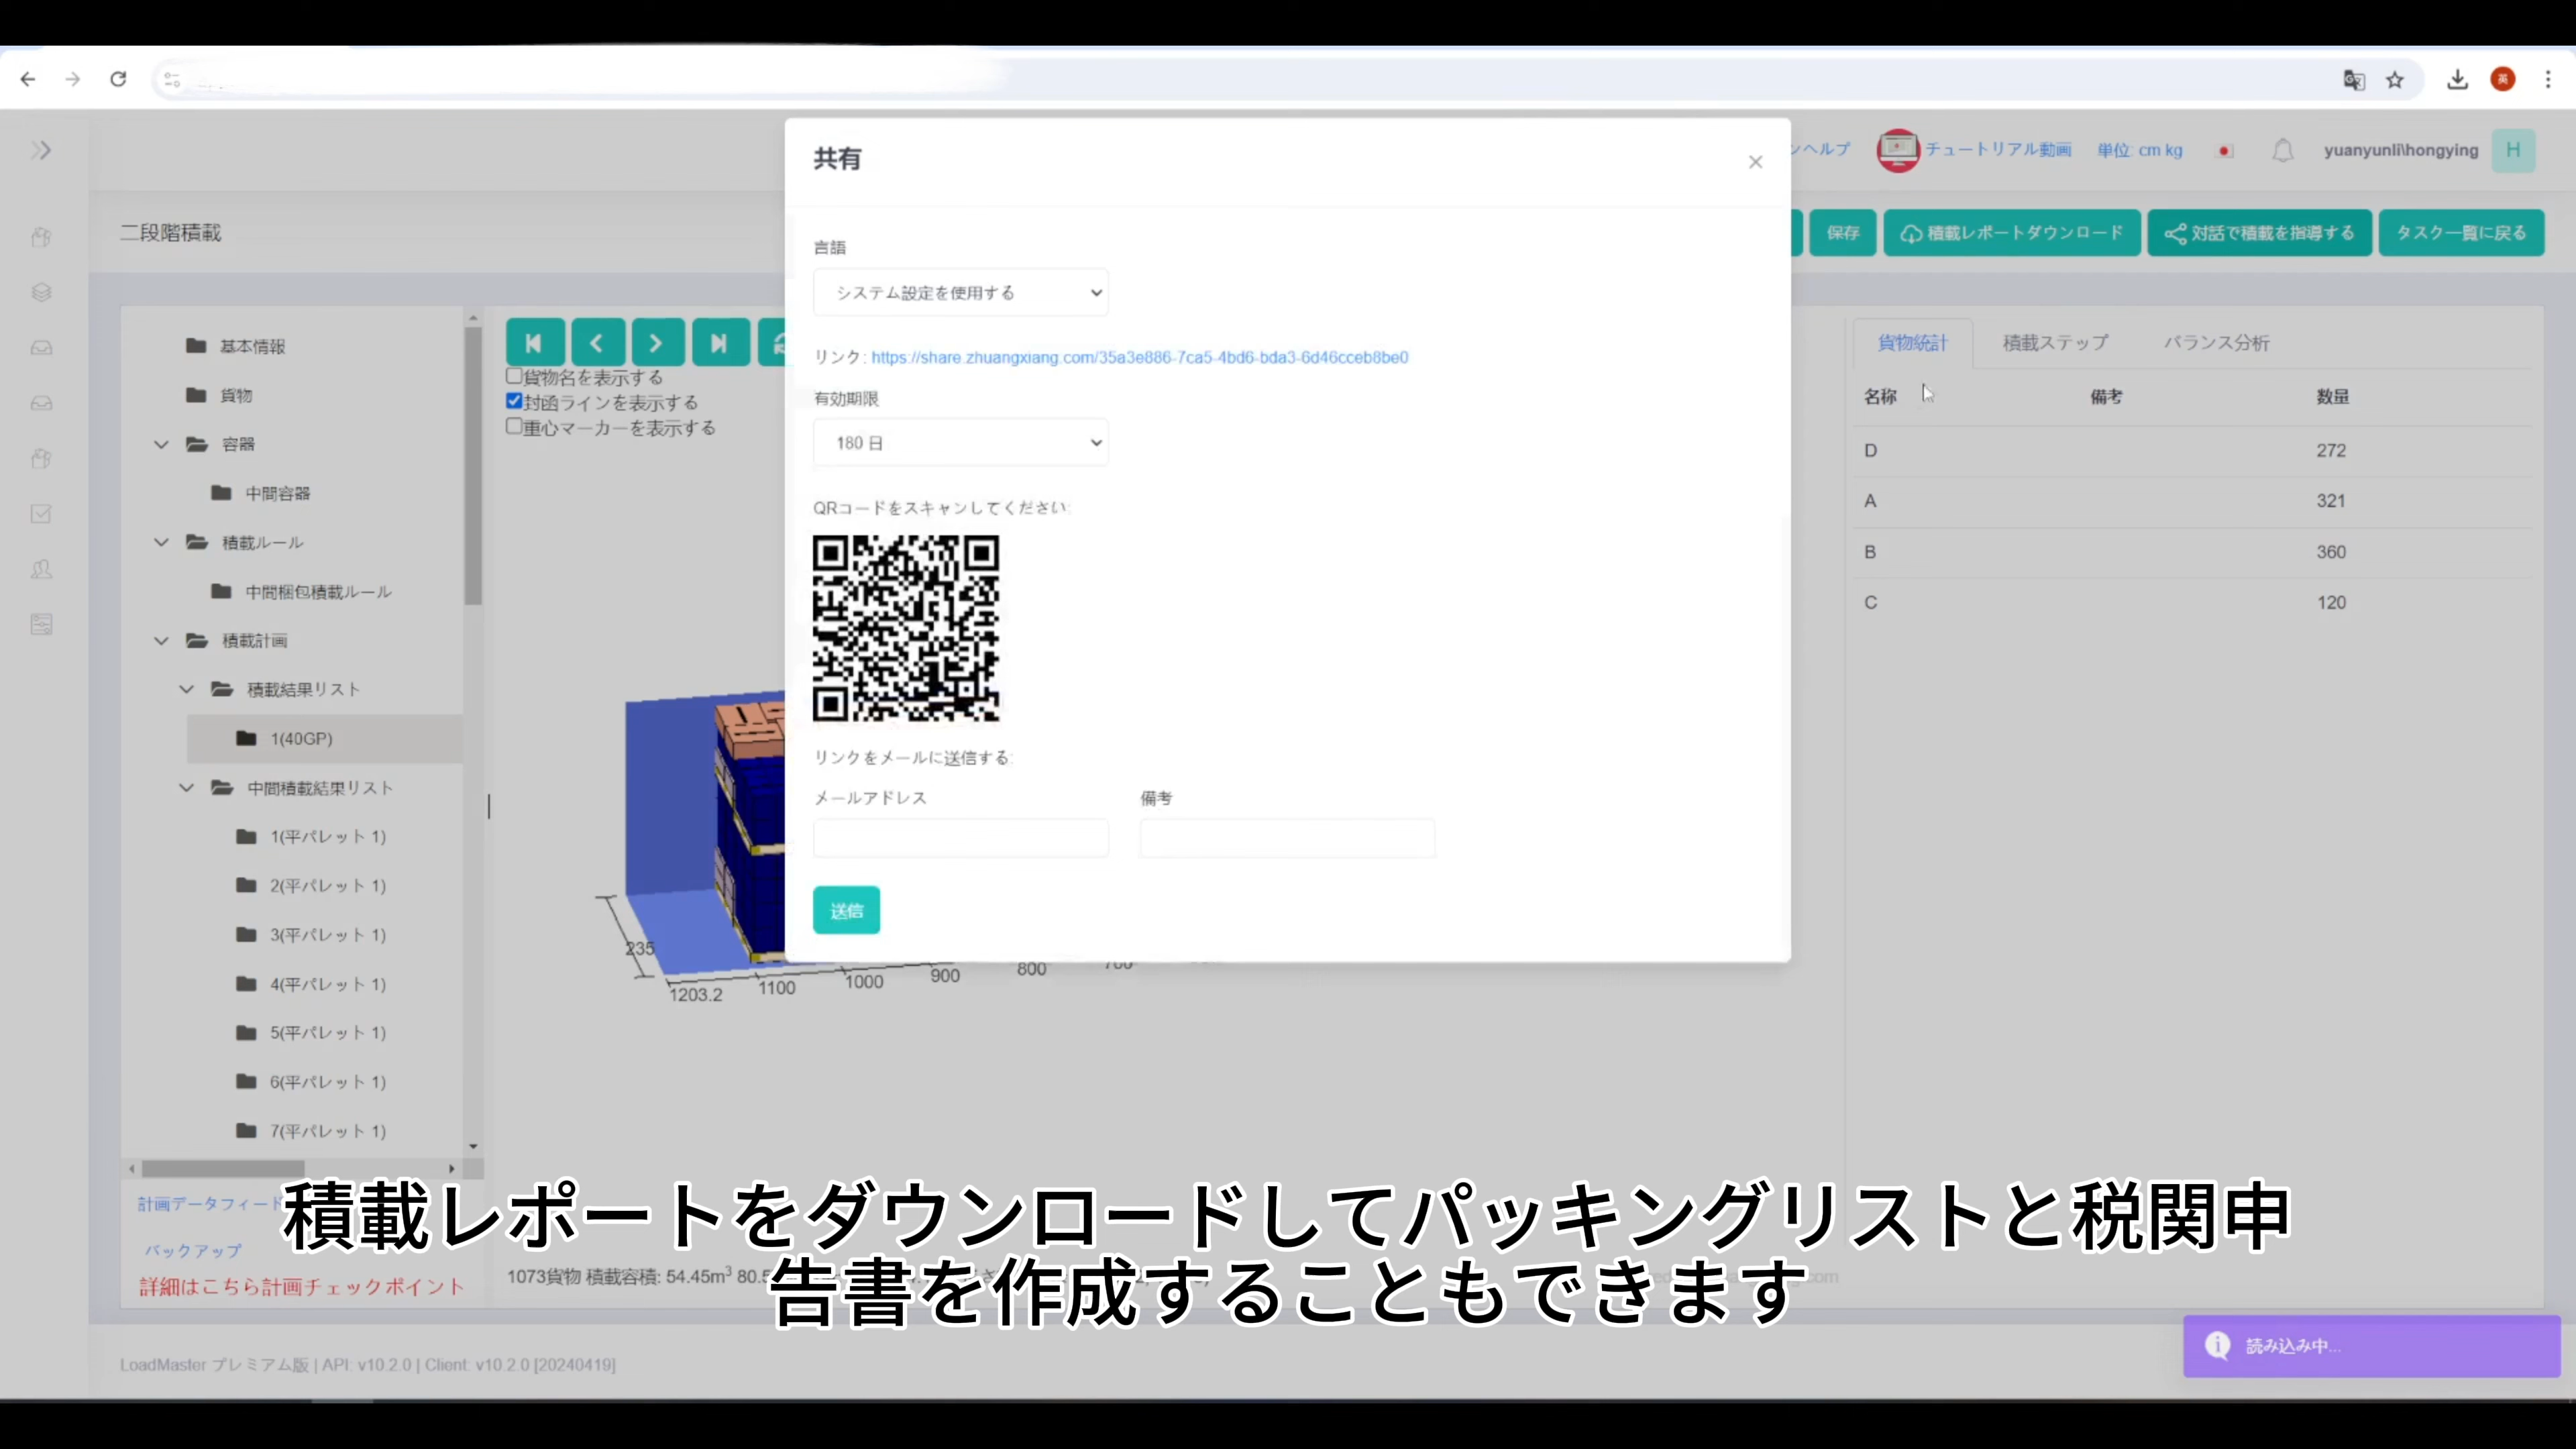 共有
ンヘルプ
チュートリアル動画
単位: cm kg
yuanyunli\hongying
H
英
二段階積載
保存
積載レポートダウンロード
対話で積載を指導する
タスク一覧に戻る
基本情報
貨物
容器
中間容器
積載ルール
中間梱包積載ルール
積載計画
積載結果リスト
1(40GP)
中間積載結果リスト
1(平パレット 1)
2(平パレット 1)
3(平パレット 1)
4(平パレット 1)
5(平パレット 1)
6(平パレット 1)
7(平パレット 1)
計画データフィード
バックアップ
詳細はこちら計画チェックポイント
貨物名を表示する
封函ラインを表示する
重心マーカーを表示する
235
1203.2
1100
1000
900
800
700
言語
システム設定を使用する
リンク: https://share.zhuangxiang.com/35a3e886-7ca5-4bd6-bda3-6d46cceb8be0
有効期限
180 日
QRコードをスキャンしてください:
リンクをメールに送信する:
メールアドレス
備考
送信
貨物統計
積載ステップ
バランス分析
名称 備考 数量
D 272
A 321
B 360
C 120
1073貨物 積載容積: 54.45m³ 80.5
積載レポートをダウンロードしてパッキングリストと税関申
告書を作成することもできます
読み込み中...
LoadMaster プレミアム版 | API: v10.2.0 | Client: v10.2.0 [20240419]